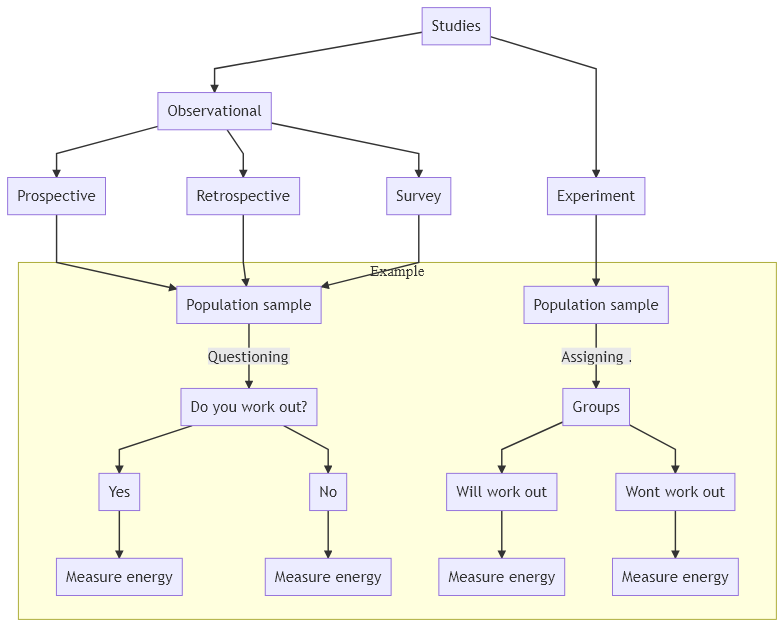 Studies
Observational
Prospective
Retrospective
Survey
Experiment
Example
Population sample
Population sample
Questioning
Assigning .
Do you work out?
Groups
Yes
No
Will work out
Wont work out
Measure energy
Measure energy
Measure energy
Measure energy